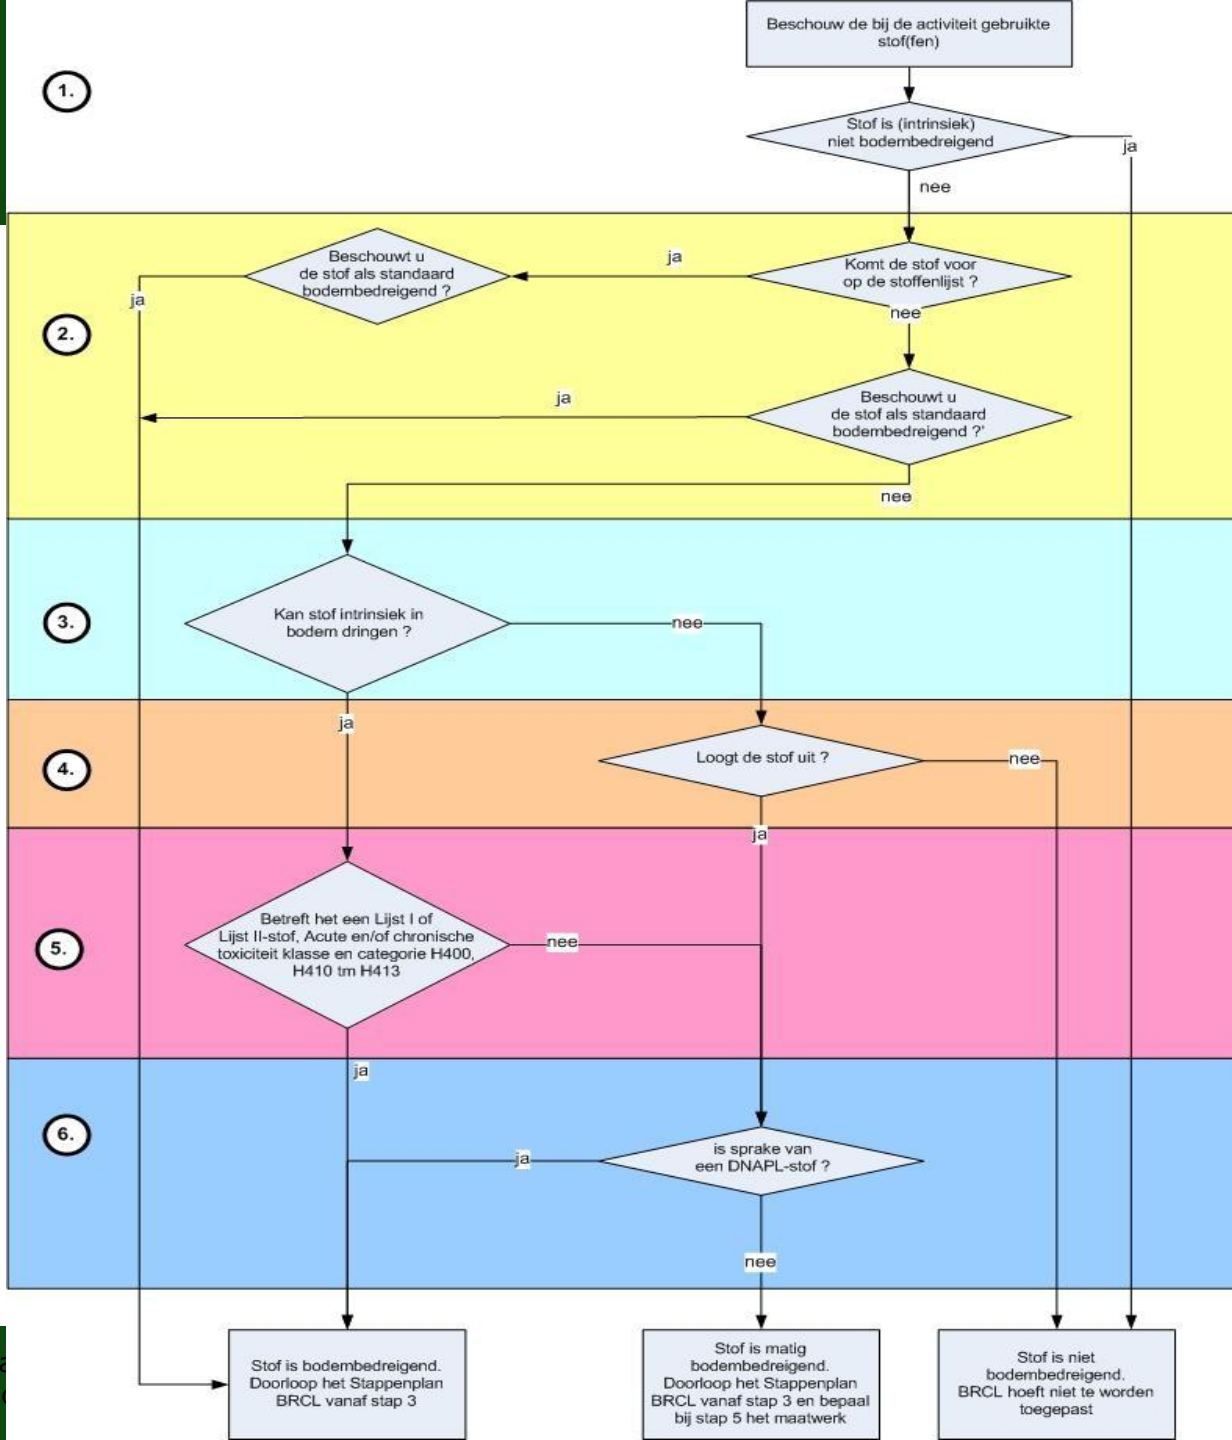 Beschouw de bij de activiteit gebruikte
stof(fen)
1.
Stof is (intrinsiek)
niet bodembedreigend
ja
nee
Beschouwt u
de stof als standaard
bodembedreigend ?
ja
Komt de stof voor
op de stoffenlijst ?
ja
nee
2.
ja
Beschouwt u
de stof als standaard
bodembedreigend ?'
nee
3.
Kan stof intrinsiek in
bodem dringen ?
nee
ja
4.
Loogt de stof uit ?
nee
ja
5.
Betreft het een Lijst I of
Lijst II-stof, Acute en/of chronische
toxiciteit klasse en categorie H400,
H410 tm H413
nee
ja
6.
ja
is sprake van
een DNAPL-stof ?
nee
Stof is bodembedreigend.
Doorloop het Stappenplan
BRCL vanaf stap 3
Stof is matig
bodembedreigend.
Doorloop het Stappenplan
BRCL vanaf stap 3 en bepaal
bij stap 5 het maatwerk
Stof is niet
bodembedreigend.
BRCL hoeft niet te worden
toegepast